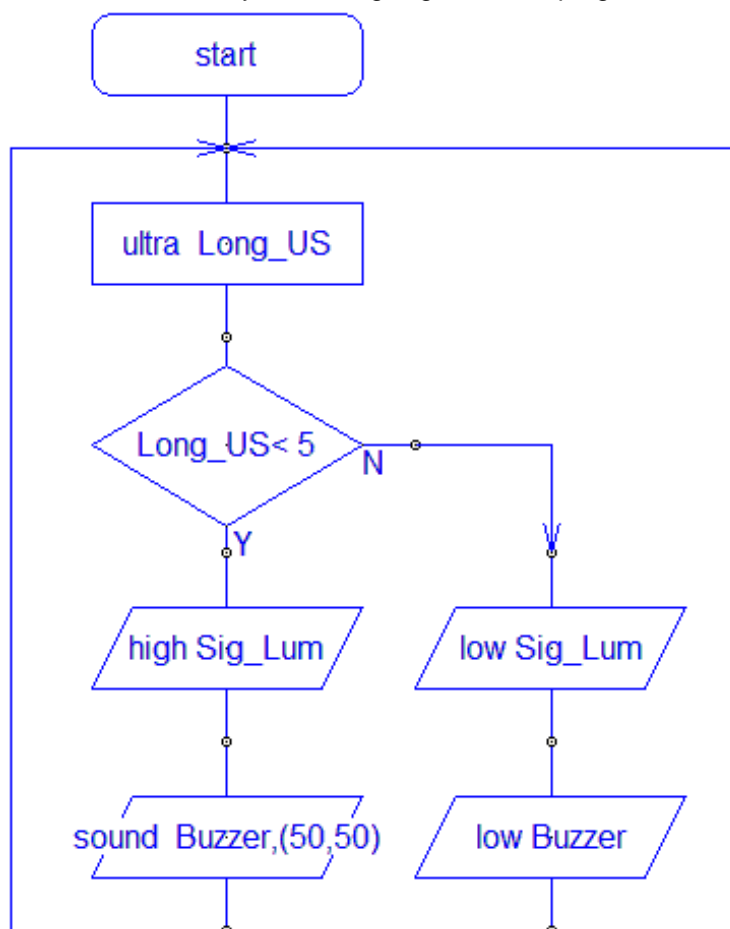 start
ultra Long_US
Long_US< 5
N
Y
high Sig_Lum
low Sig_Lum
sound Buzzer,(50,50)
low Buzzer